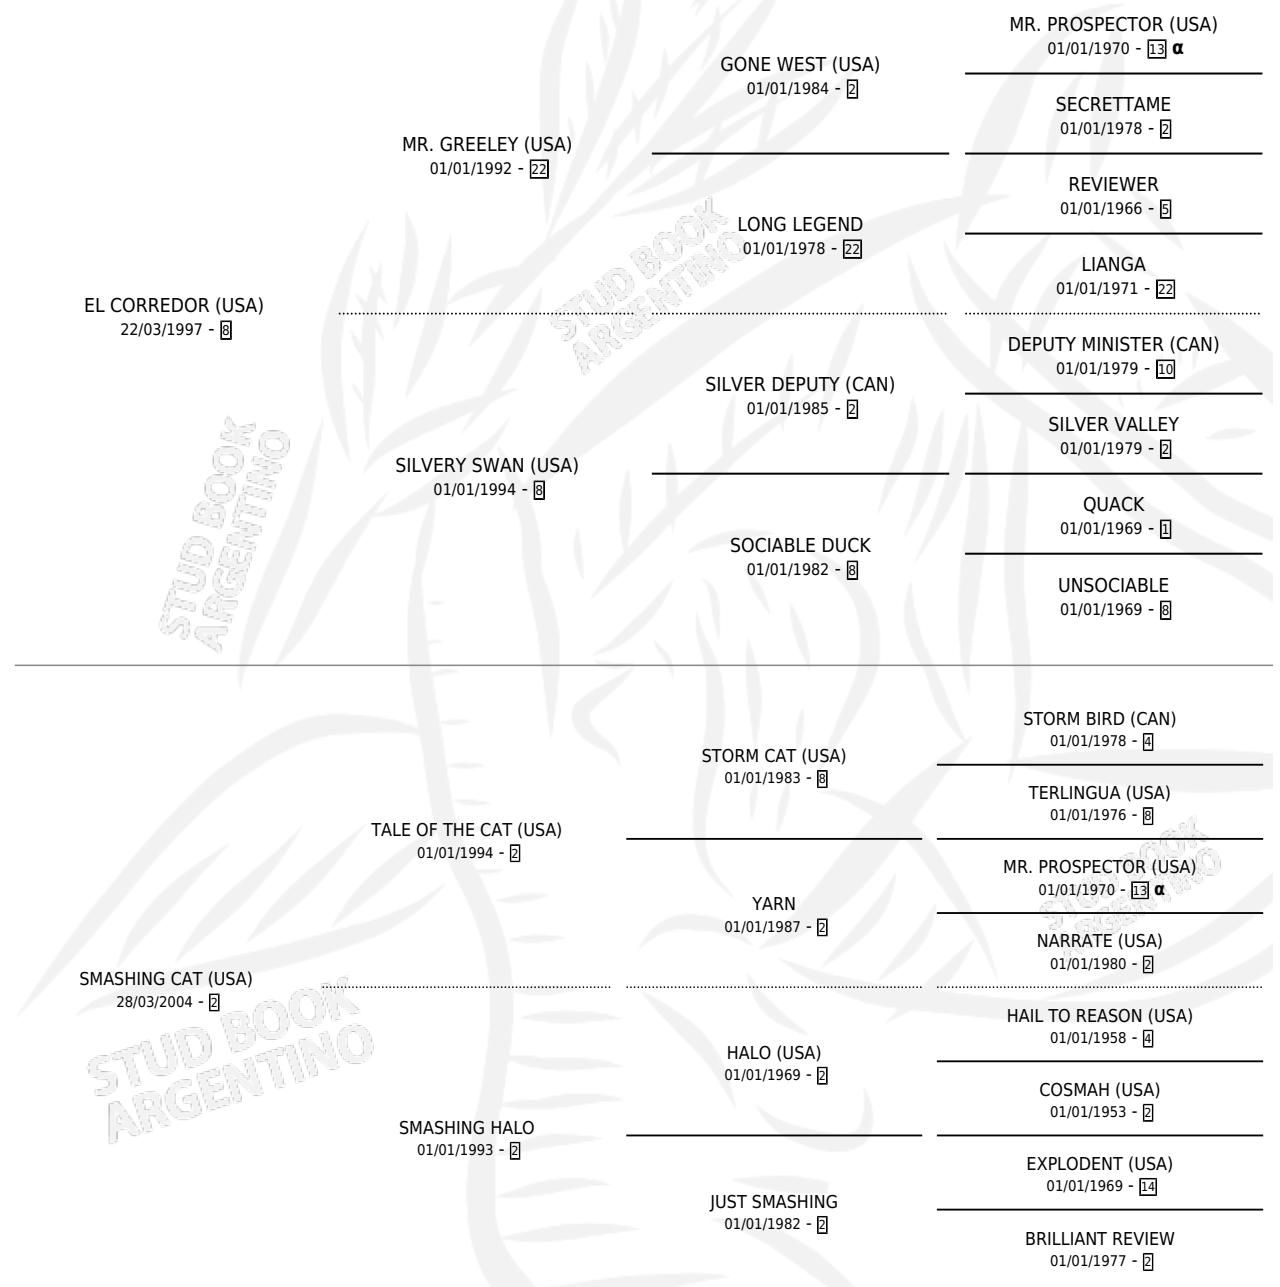 MR. PROSPECTOR (USA)
01/01/1970 - 13 α
GONE WEST (USA)
01/01/1984 - 2
SECRETTAME
01/01/1978 - 2
MR. GREELEY (USA)
01/01/1992 - 22
REVIEWER
01/01/1966 - 5
LONG LEGEND
01/01/1978 - 22
LIANGA
01/01/1971 - 22
EL CORREDOR (USA)
22/03/1997 - 8
STUD BOOK
ARGENTINO
DEPUTY MINISTER (CAN)
01/01/1979 - 10
SILVER DEPUTY (CAN)
01/01/1985 - 2
SILVER VALLEY
01/01/1979 - 2
SILVERY SWAN (USA)
01/01/1994 - 8
QUACK
01/01/1969 - 1
SOCIABLE DUCK
01/01/1982 - 8
UNSOCIABLE
01/01/1969 - 8
STUD BOOK
ARGENTINO
STORM BIRD (CAN)
01/01/1978 - 4
STORM CAT (USA)
01/01/1983 - 8
TERLINGUA (USA)
01/01/1976 - 8
TALE OF THE CAT (USA)
01/01/1994 - 2
MR. PROSPECTOR (USA)
01/01/1970 - 13 α
STUD BOOK
ARGENTINO
YARN
01/01/1987 - 2
NARRATE (USA)
01/01/1980 - 2
SMASHING CAT (USA)
28/03/2004 - 2
STUD BOOK
ARGENTINO
HAIL TO REASON (USA)
01/01/1958 - 4
HALO (USA)
01/01/1969 - 2
COSMAH (USA)
01/01/1953 - 2
SMASHING HALO
01/01/1993 - 2
EXPLODENT (USA)
01/01/1969 - 14
JUST SMASHING
01/01/1982 - 2
BRILLIANT REVIEW
01/01/1977 - 2